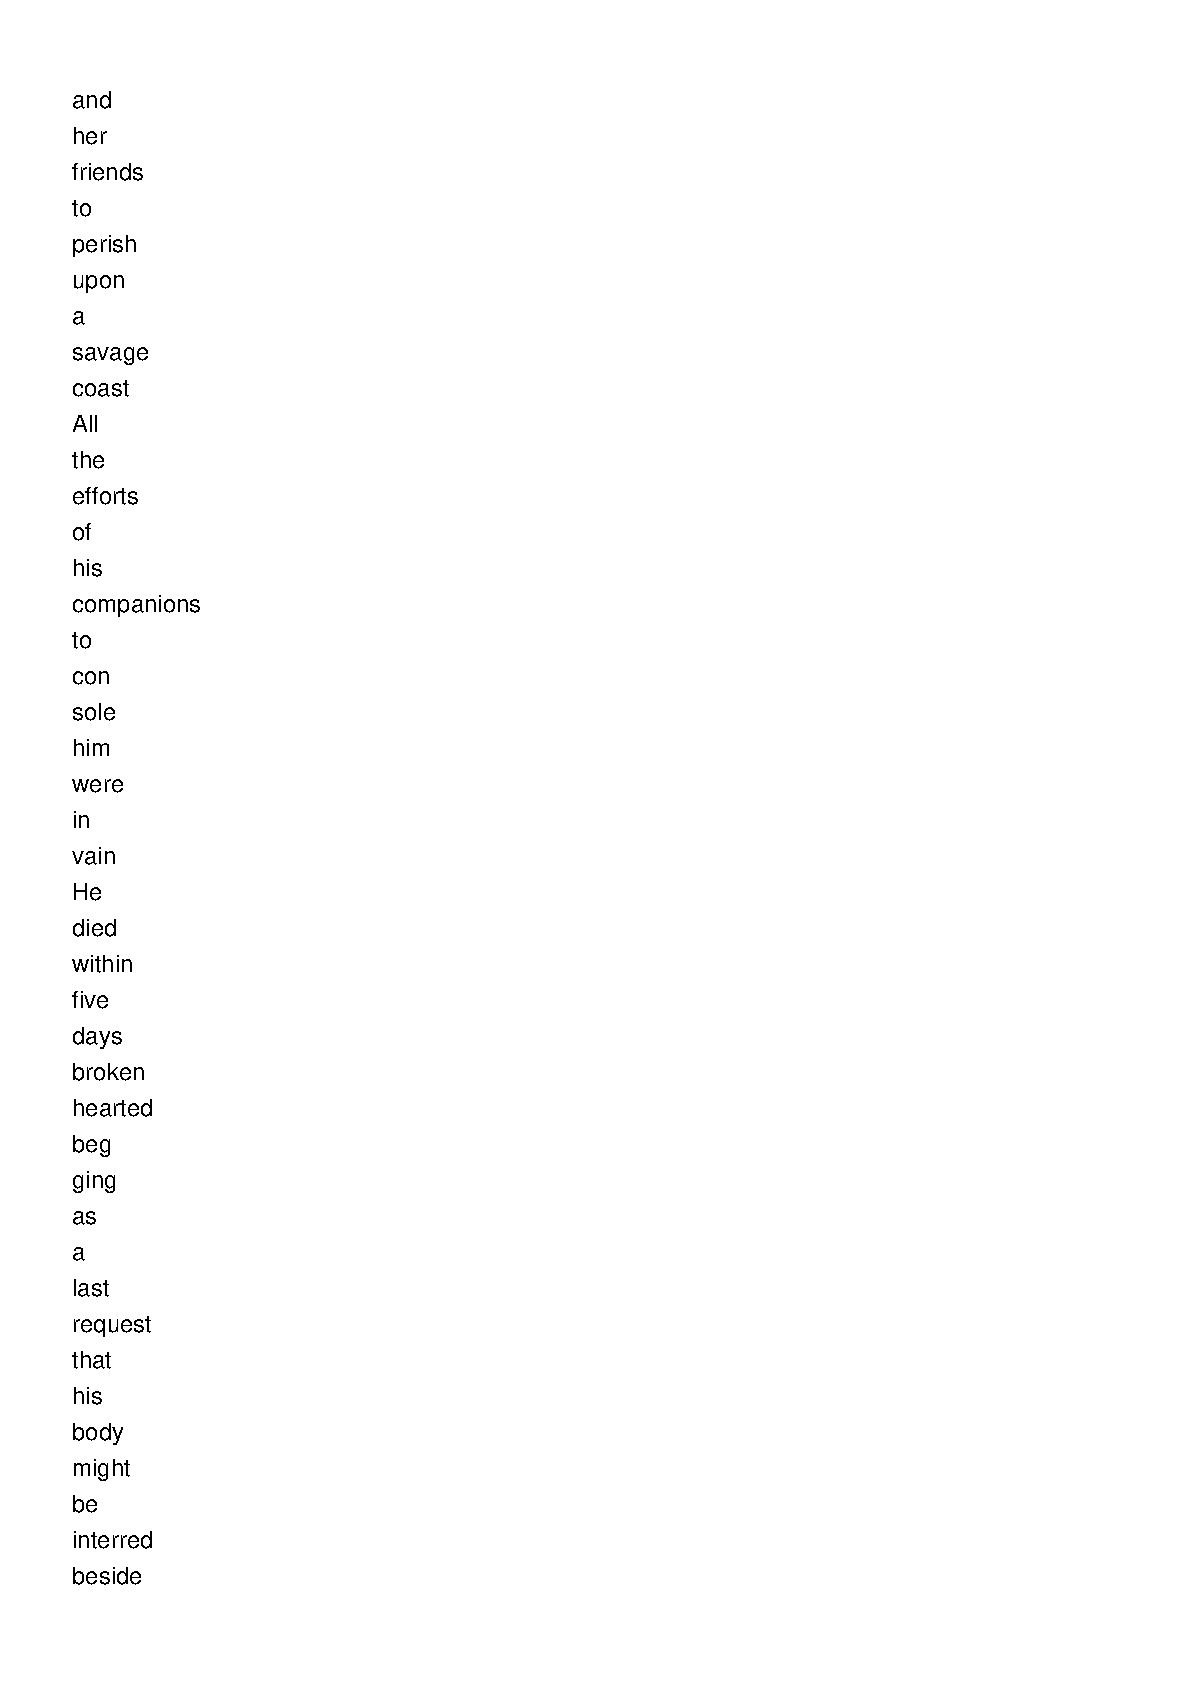 and
her
friends
to
perish
upon
a
savage
coast
All
the
efforts
of
his
companions
to
con
sole
him
were
in
vain
He
died
within
five
days
broken
hearted
beg
ging
as
a
last
request
that
his
body
might
be
interred
beside